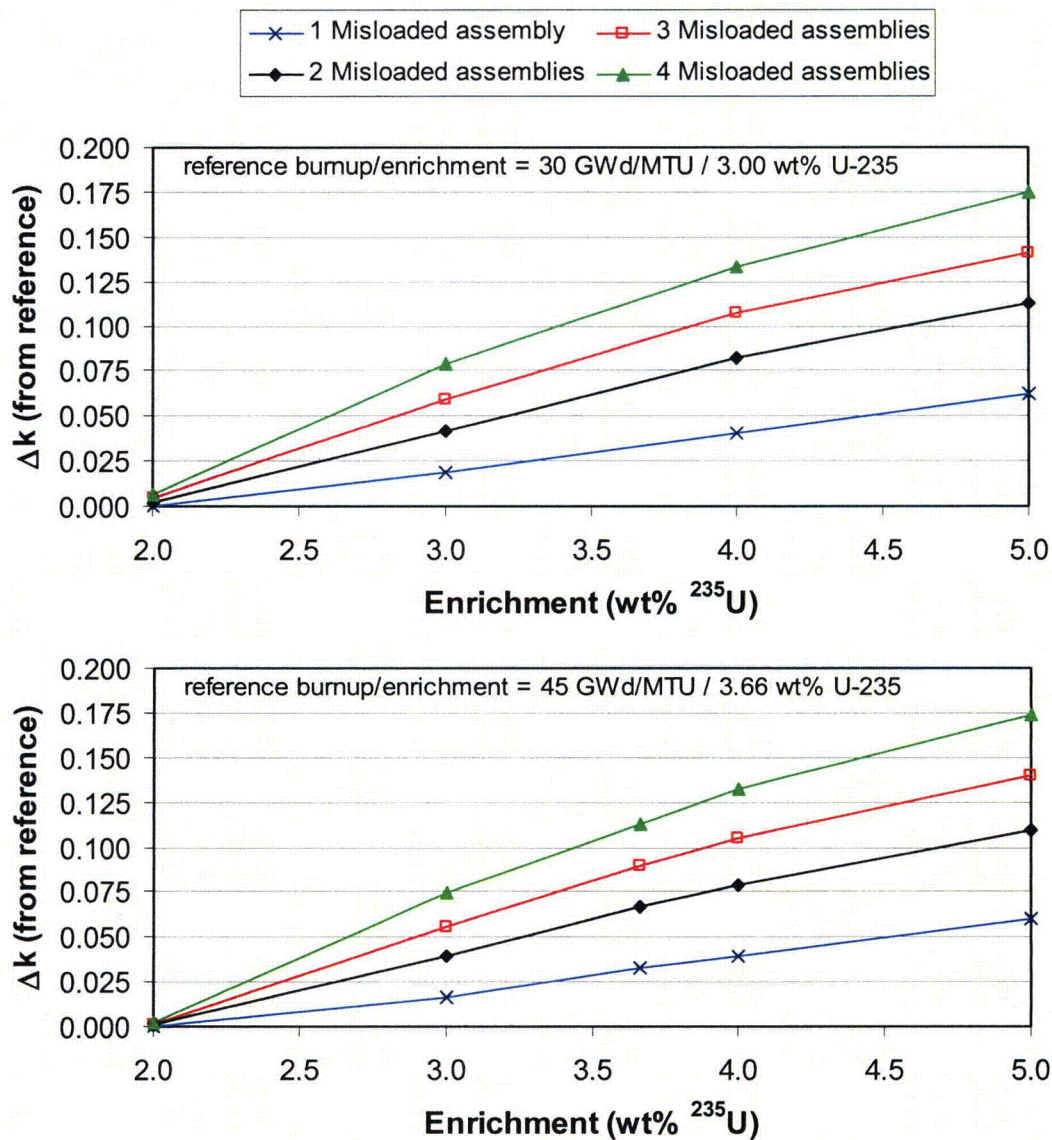 1 Misloaded assembly 3 Misloaded assemblies
2 Misloaded assemblies 4 Misloaded assemblies
reference burnup/enrichment = 30 GWd/MTU / 3.00 wt% U-235
Δk (from reference)
0.200
0.175
0.150
0.125
0.100
0.075
0.050
0.025
0.000
2.0 2.5 3.0 3.5 4.0 4.5 5.0
Enrichment (wt% ²³⁵U)
reference burnup/enrichment = 45 GWd/MTU / 3.66 wt% U-235
Δk (from reference)
0.200
0.175
0.150
0.125
0.100
0.075
0.050
0.025
0.000
2.0 2.5 3.0 3.5 4.0 4.5 5.0
Enrichment (wt% ²³⁵U)